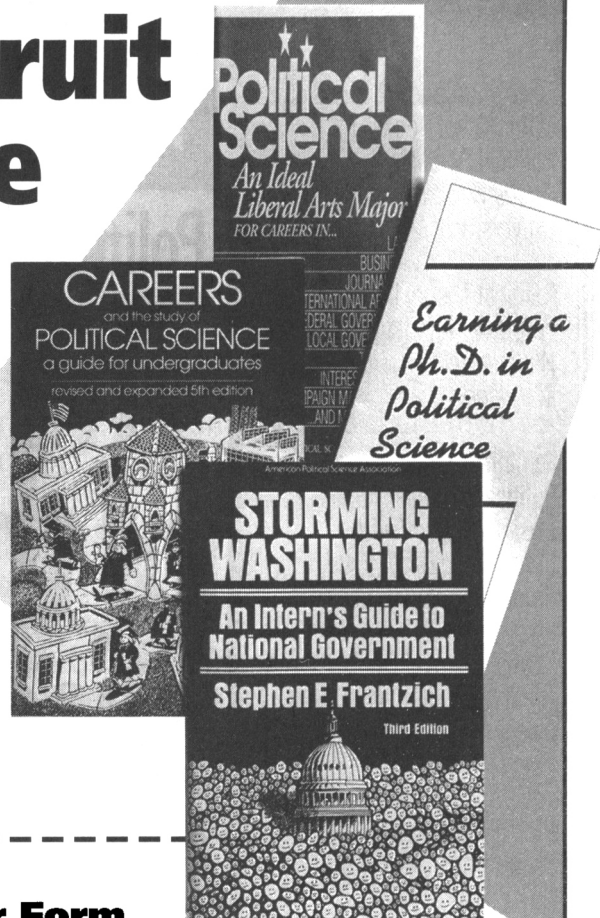 ruit
e
Political
Science
An Ideal
Liberal Arts Major
FOR CAREERS IN...
CAREERS
and the study of
POLITICAL SCIENCE
a guide for undergraduates
revised and expanded 5th edition
Earning a
Ph.D. in
Political
Science
American Political Science Association
STORMING
WASHINGTON
An Intern's Guide to
National Government
Stephen E. Frantzich
Third Edition
r Form